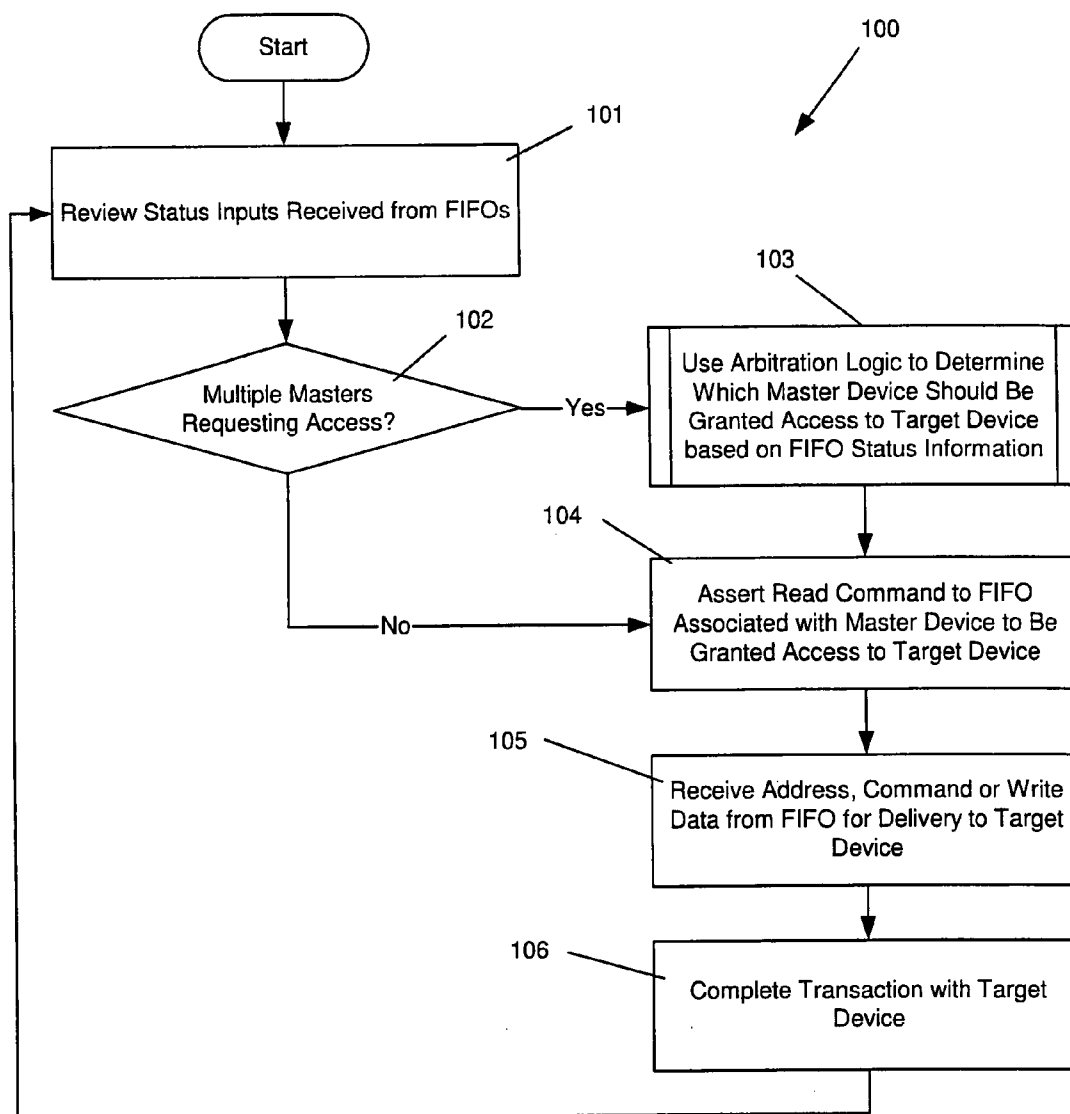 Start
100
101
Review Status Inputs Received from FIFOs
103
102
Multiple Masters
Requesting Access?
Yes
Use Arbitration Logic to Determine
Which Master Device Should Be
Granted Access to Target Device
based on FIFO Status Information
104
Assert Read Command to FIFO
Associated with Master Device to Be
Granted Access to Target Device
No
105
Receive Address, Command or Write
Data from FIFO for Delivery to Target
Device
106
Complete Transaction with Target
Device